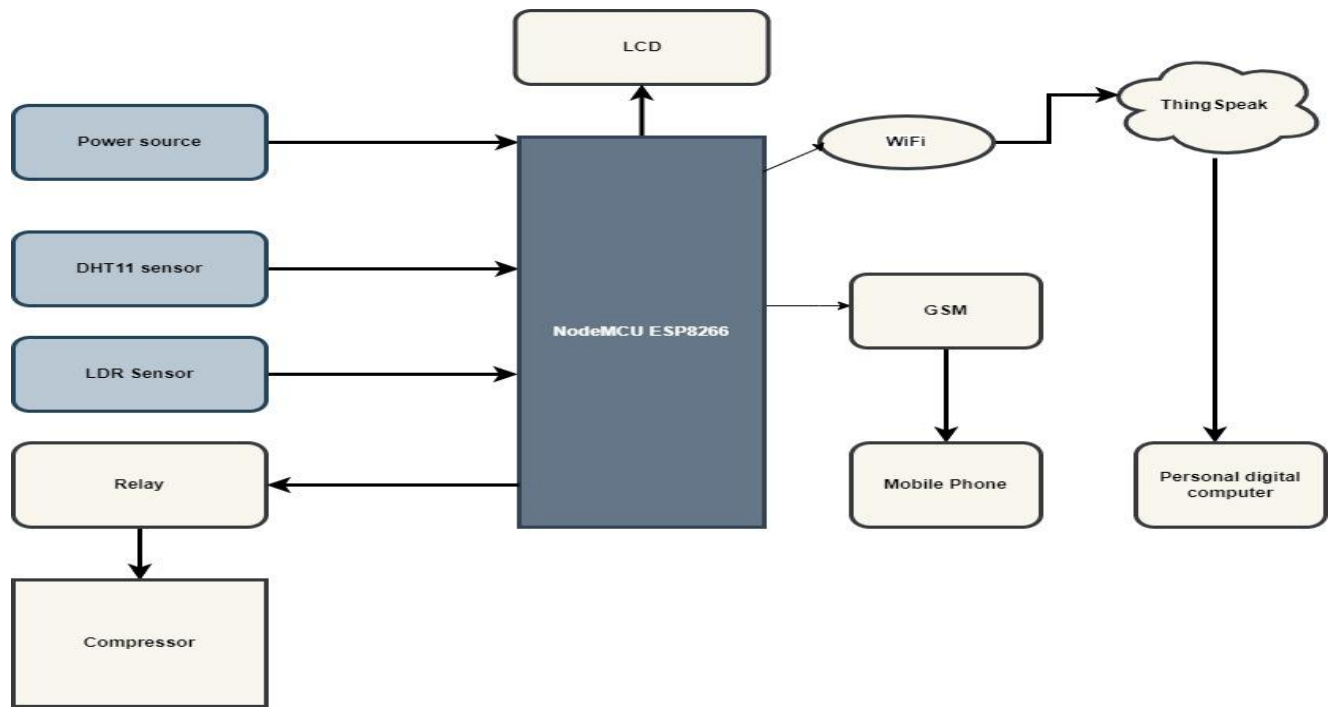 LCD
Power source
WiFi
ThingSpeak
DHT11 sensor
GSM
NodeMCU ESP8266
LDR Sensor
Relay
Mobile Phone
Personal digital
computer
Compressor